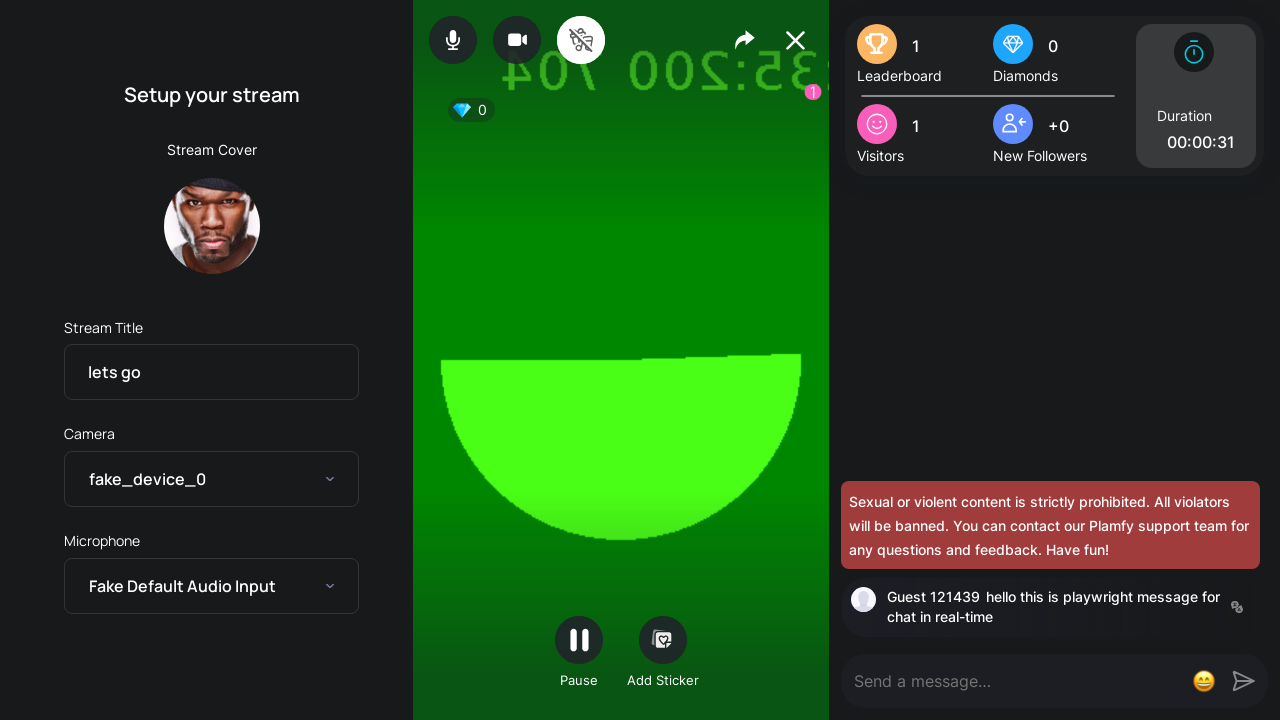 Setup your stream
Stream Cover
Stream Title
lets go
Camera
fake_device_0
Microphone
Fake Default Audio Input
0
1
Pause
Add Sticker
1
Leaderboard
0
Diamonds
1
Visitors
+0
New Followers
Duration
00:00:31
Sexual or violent content is strictly prohibited. All violators
will be banned. You can contact our Plamfy support team for
any questions and feedback. Have fun!
Guest 121439 hello this is playwright message for
chat in real-time
Send a message...